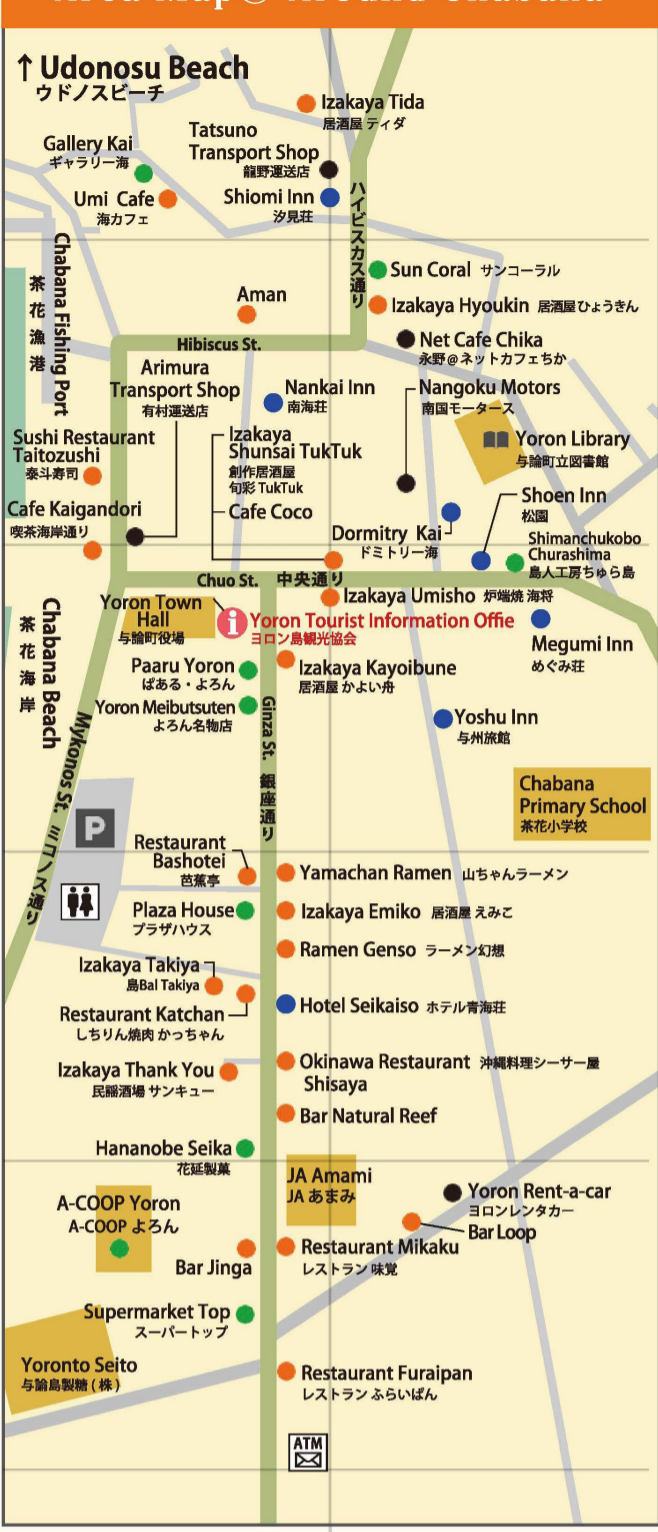 ↑ Udonosu Beach
ウドノスビーチ
Izakaya Tida
居酒屋 ティダ
Gallery Kai
ギャラリー海
Tatsuno
Transport Shop
龍野運送店
Umi Cafe
海カフェ
Shiomi Inn
汐見荘
ハイビスカス通り
Chabana Fishing Port
茶花漁港
Sun Coral サンコーラル
Aman
Izakaya Hyoukin 居酒屋ひょうきん
Hibiscus St.
Net Cafe Chika
永野@ネットカフェちか
Arimura
Transport Shop
有村運送店
Nankai Inn
南海荘
Nangoku Motors
南国モータース
Sushi Restaurant
Taitozushi
泰斗寿司
Izakaya
Shunsai TukTuk
創作居酒屋
旬彩 TukTuk
Yoron Library
与論町立図書館
Cafe Kaigandori
喫茶海岸通り
Cafe Coco
Shoen Inn
松園
Dormitry Kai
ドミトリー海
Shimanchukobo
Churashima
島人工房ちゅら島
Chuo St. 中央通り
Izakaya Umisho 炉端焼 海将
Chabana Beach
茶花海岸
Yoron Town
Hall
与論町役場
i
Yoron Tourist Information Offie
ヨロン島観光協会
Megumi Inn
めぐみ荘
Paaru Yoron
ぱある・よろん
Izakaya Kayoibune
居酒屋 かよい舟
Yoron Meibutsuten
よろん名物店
Yoshu Inn
与州旅館
Mykonos St. ミコノス通り
Ginza St. 銀座通り
Chabana
Primary School
茶花小学校
P
Restaurant
Bashotei
芭蕉亭
Yamachan Ramen 山ちゃんラーメン
Plaza House
プラザハウス
Izakaya Emiko 居酒屋 えみこ
Ramen Genso ラーメン幻想
Izakaya Takiya
島Bal Takiya
Restaurant Katchan
しちりん焼肉 かっちゃん
Hotel Seikaiso ホテル青海荘
Izakaya Thank You
民謡酒場 サンキュー
Okinawa Restaurant 沖縄料理シーサー屋
Shisaya
Bar Natural Reef
Hananobe Seika
花延製菓
JA Amami
JA あまみ
A-COOP Yoron
A-COOP よろん
Yoron Rent-a-car
ヨロンレンタカー
Bar Loop
Bar Jinga
Restaurant Mikaku
レストラン 味覚
Supermarket Top
スーパートップ
Yoronto Seito
与論島製糖 ( 株 )
Restaurant Furaipan
レストラン ふらいぱん
ATM